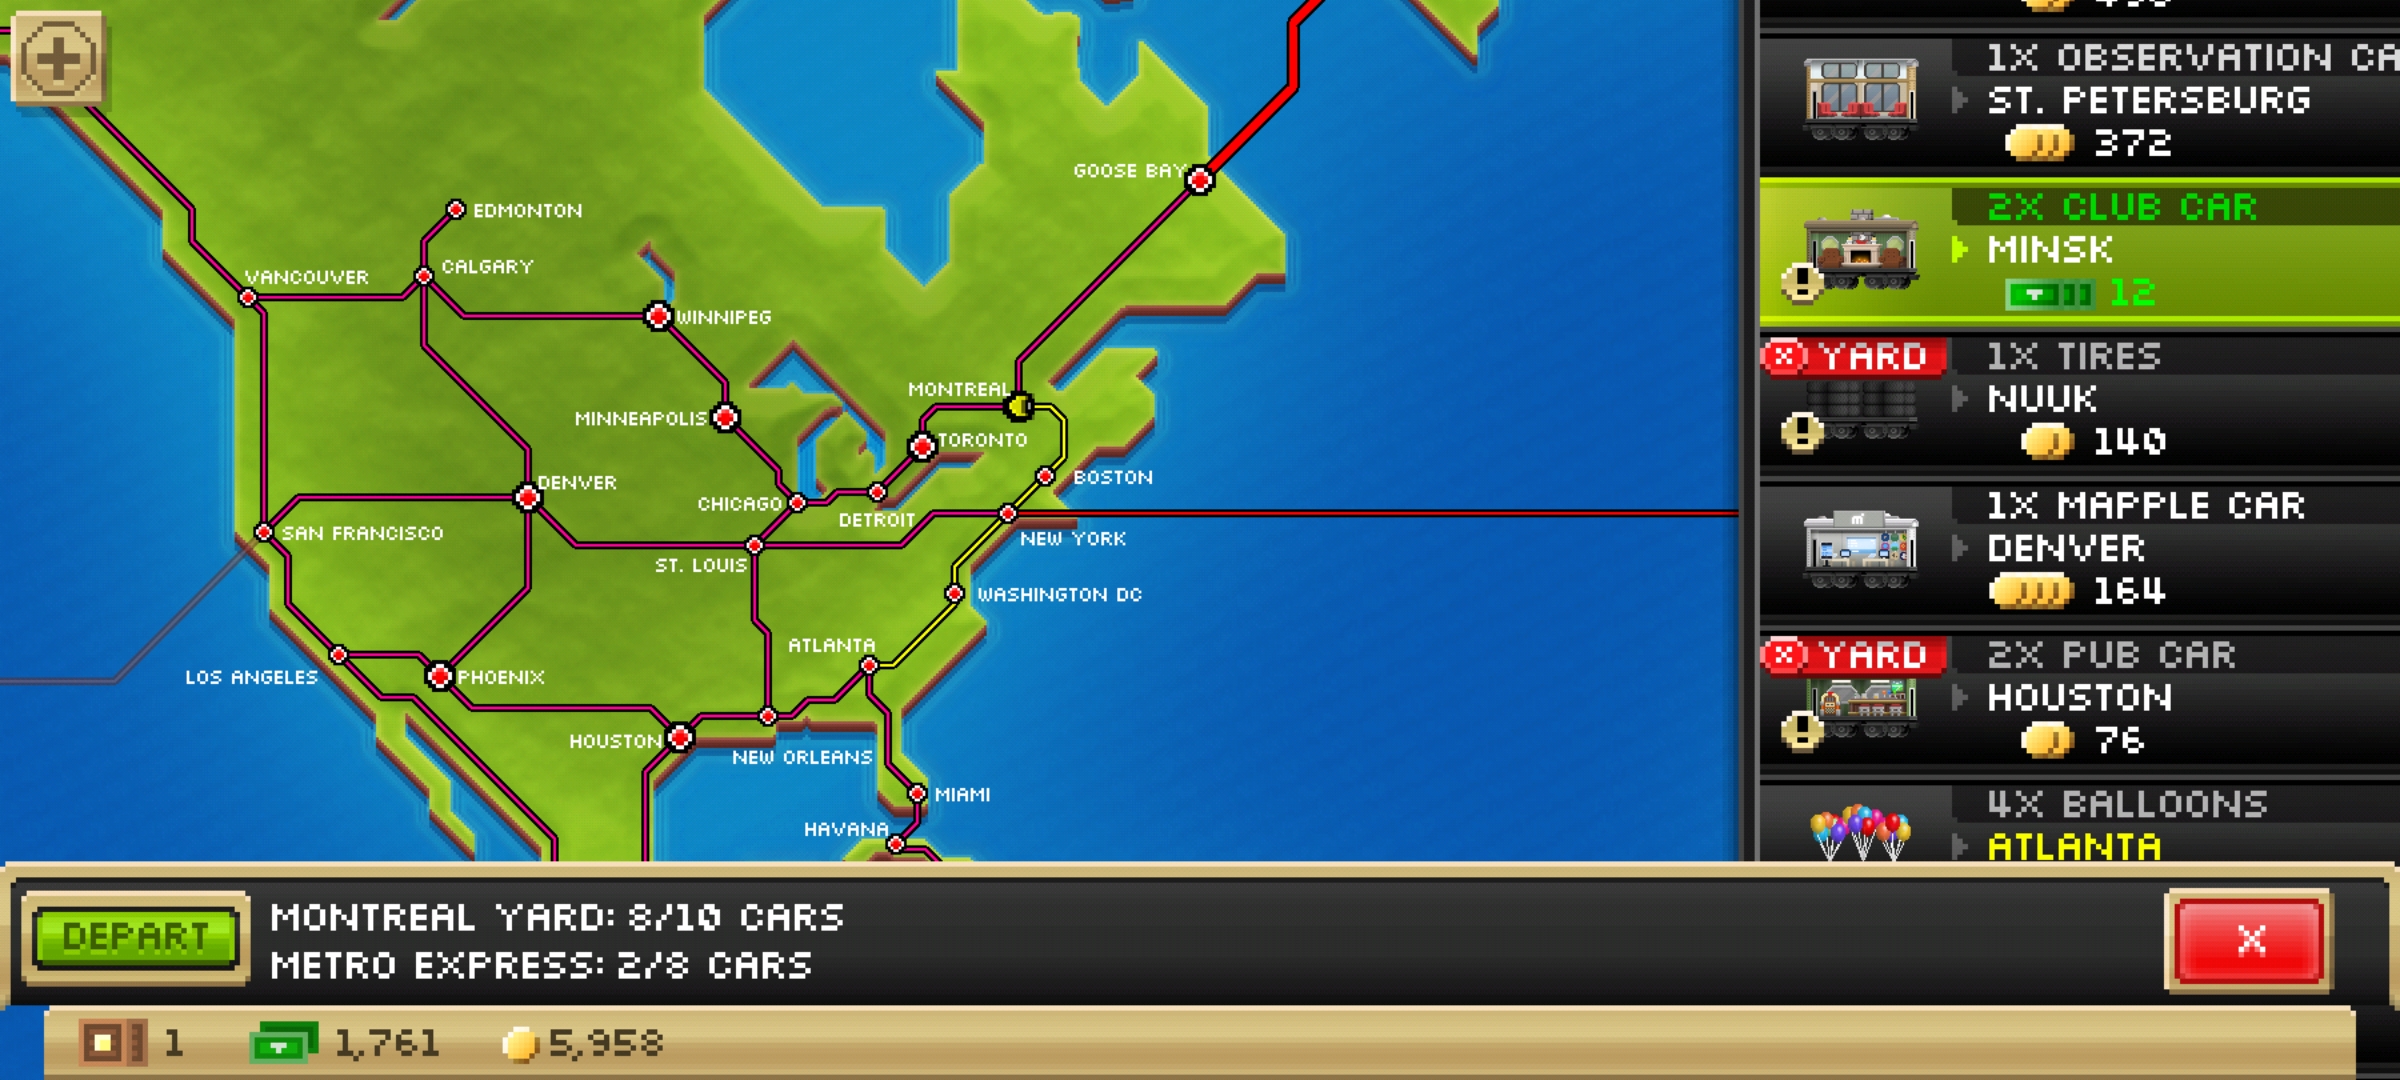 EDMONTON
CALGARY
VANCOUVER
WINNIPEG
GOOSE BAY
MONTREAL
MINNEAPOLIS
TORONTO
DENVER
BOSTON
CHICAGO
DETROIT
SAN FRANCISCO
NEW YORK
ST. LOUIS
WASHINGTON DC
ATLANTA
LOS ANGELES
PHOENIX
HOUSTON
NEW ORLEANS
MIAMI
HAVANA
1X OBSERVATION CA
ST. PETERSBURG
372
2X CLUB CAR
MINSK
12
YARD 1X TIRES
NUUK
140
1X MAPPLE CAR
DENVER
164
YARD 2X PUB CAR
HOUSTON
76
4X BALLOONS
ATLANTA
DEPART
MONTREAL YARD: 8/10 CARS
METRO EXPRESS: 2/8 CARS
X
1 1,761 5,958